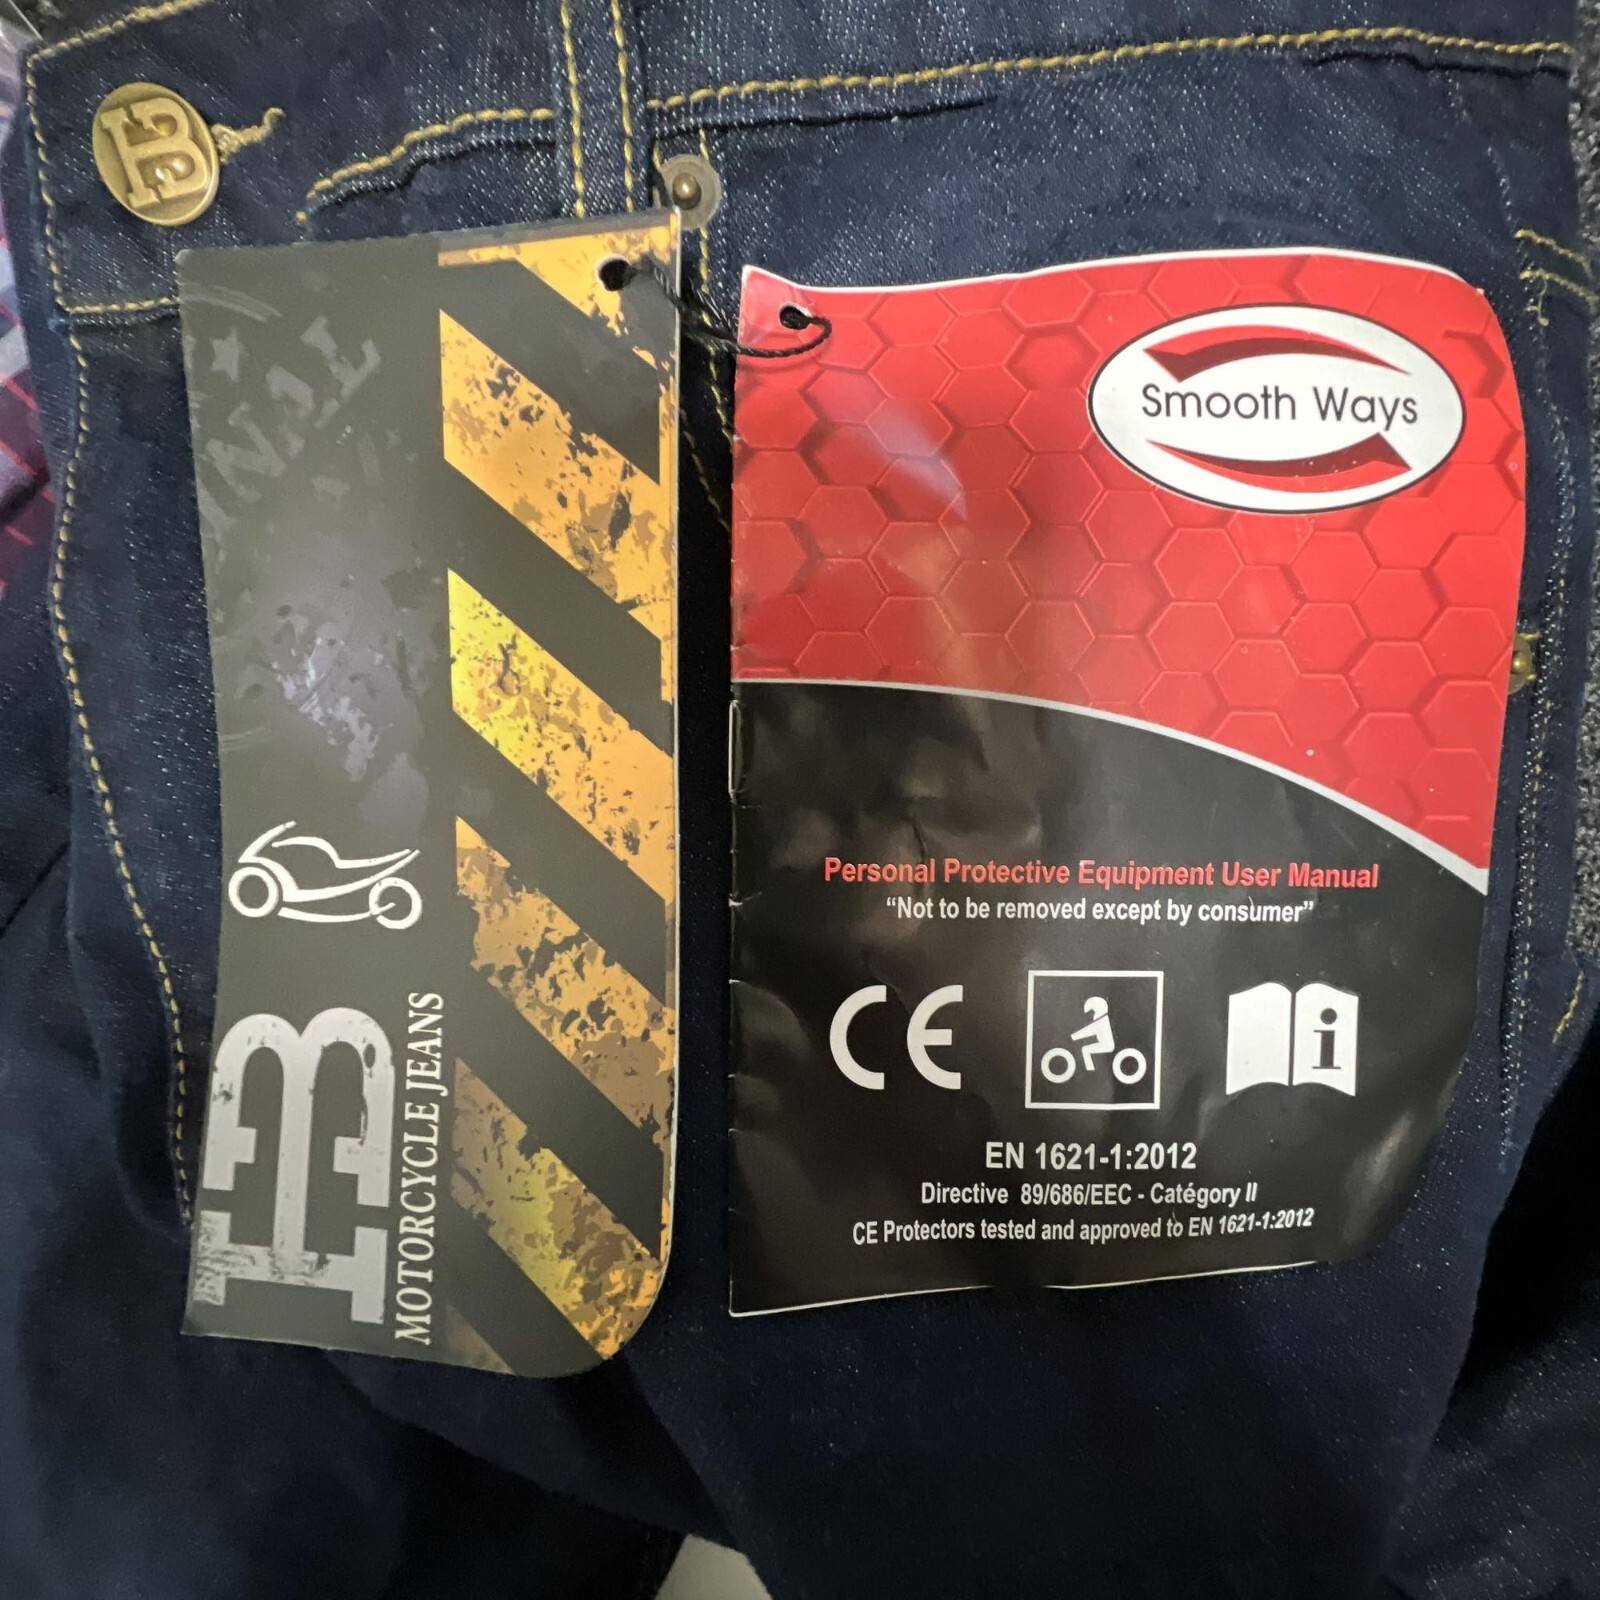 MOTORCYCLE JEANS
Smooth Ways
Personal Protective Equipment User Manual
“Not to be removed except by consumer”
CE
i
EN 1621-1:2012
Directive 89/686/EEC - Catégory II
CE Protectors tested and approved to EN 1621-1:2012